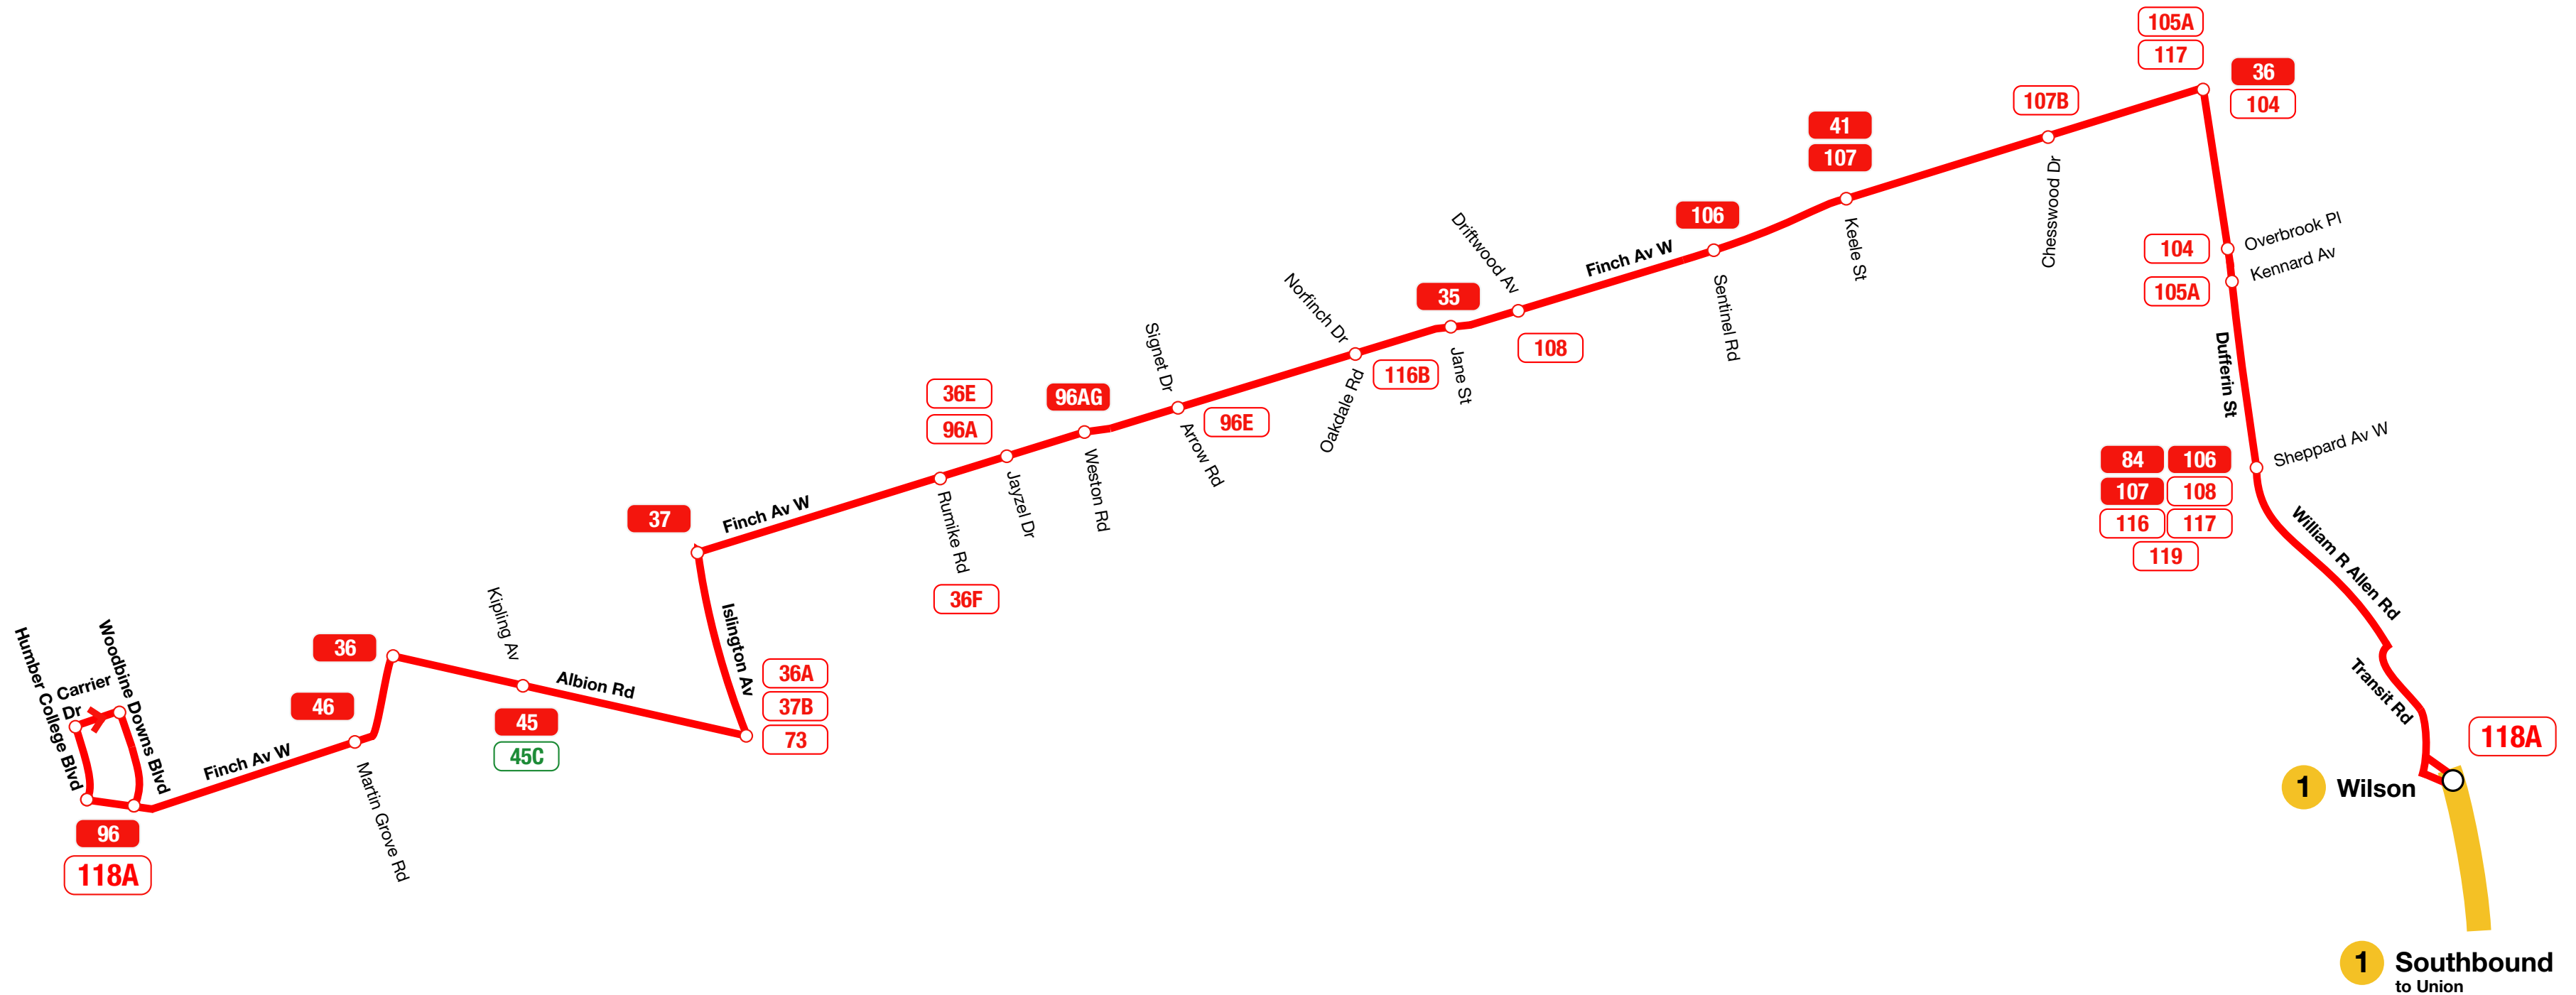 105A
117
36
104
107B
41
107
106
Chesswood Dr
Keele St
Overbrook Pl
104
Kennard Av
105A
Driftwood Av
Finch Av W
Sentinel Rd
Norfinch Dr
35
108
Jane St
116B
Oakdale Rd
Dufferin St
Signet Dr
96E
Arrow Rd
36E
96A
96AG
Weston Rd
Jayzel Dr
Rumike Rd
36F
Sheppard Av W
84
106
107
108
116
117
119
William R Allen Rd
Transit Rd
37
Finch Av W
Islington Av
36A
37B
73
Kipling Av
Albion Rd
45
45C
36
46
Martin Grove Rd
Finch Av W
Humber College Blvd
Carrier
Dr
Woodbine Downs Blvd
96
118A
118A
1 Wilson
1 Southbound
to Union